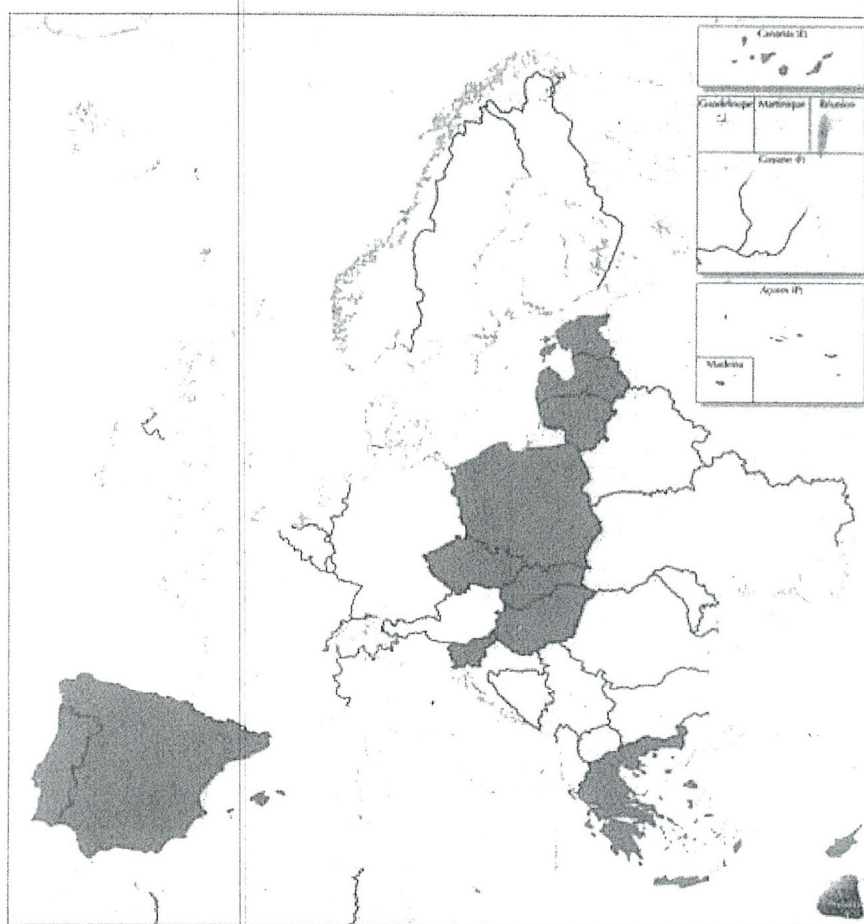 Canarias (E)
Guadeloupe Martinique Réunion
Guyane (F)
Açores (P)
Madeira